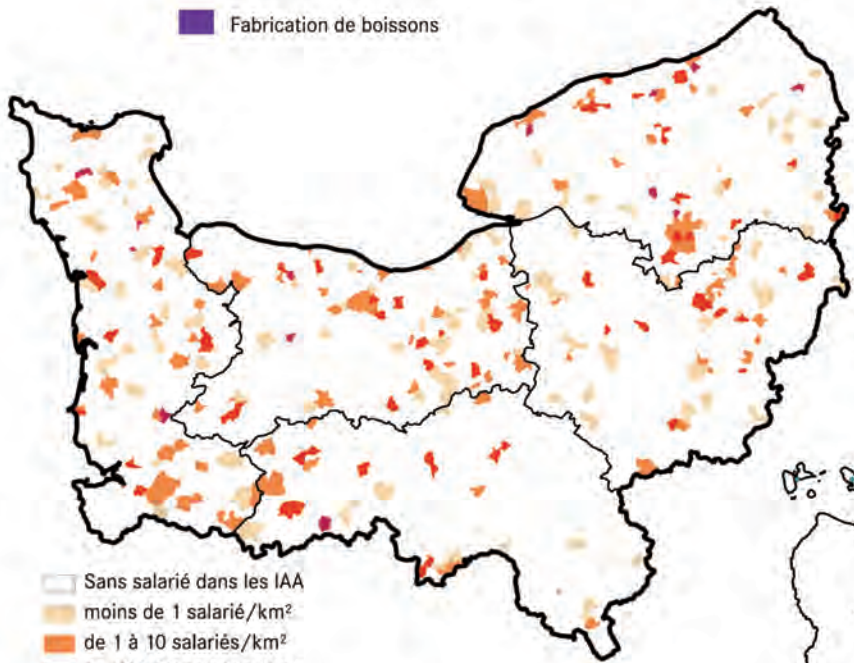 Fabrication de boissons
Sans salarié dans les IAA
moins de 1 salarié/km²
de 1 à 10 salariés/km²